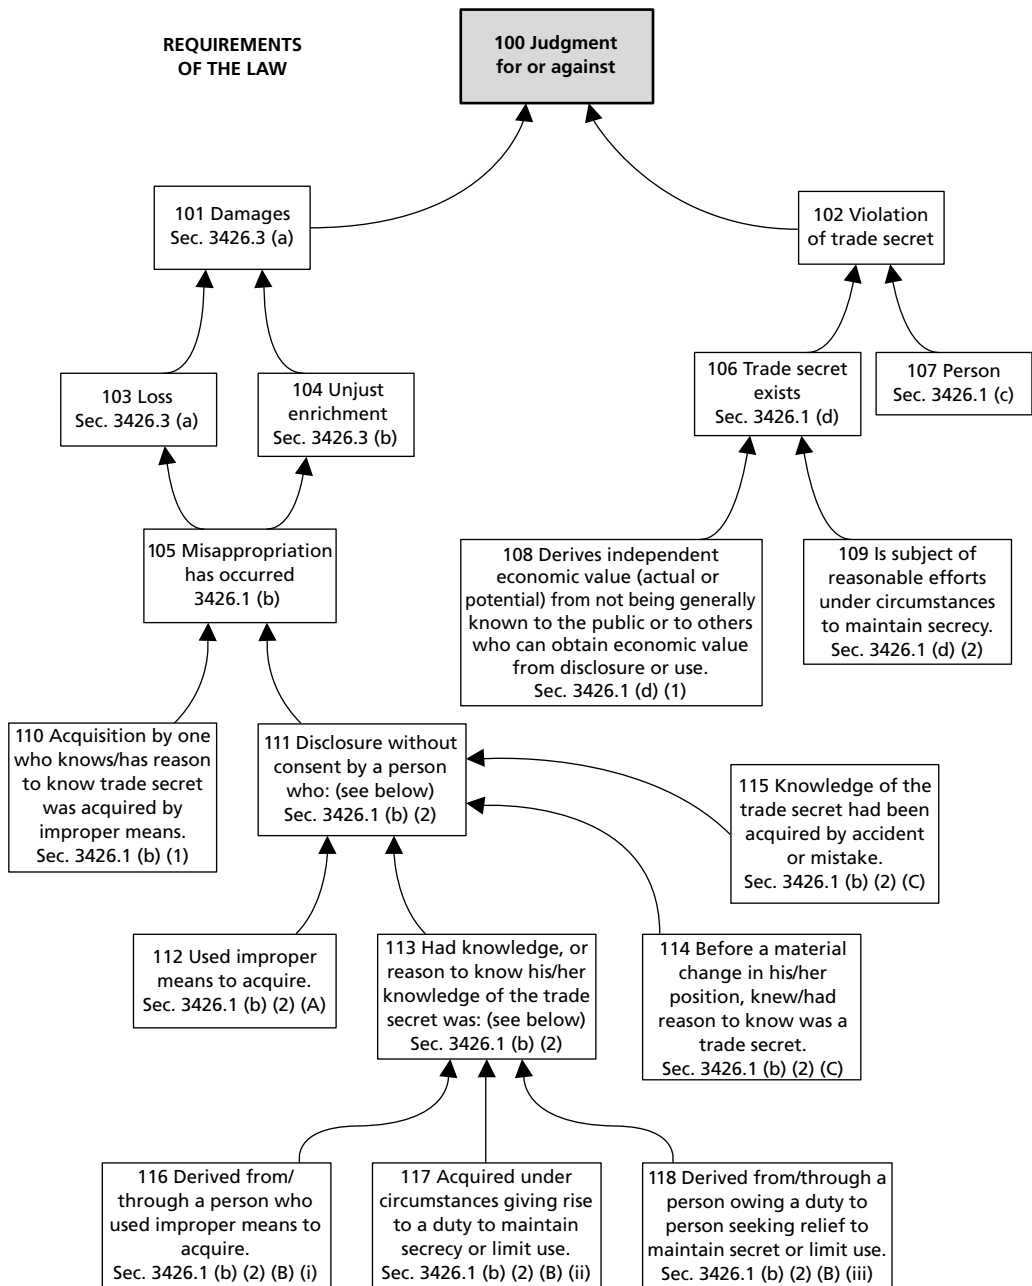 REQUIREMENTS
OF THE LAW
100 Judgment
for or against
101 Damages
Sec. 3426.3 (a)
102 Violation
of trade secret
103 Loss
Sec. 3426.3 (a)
104 Unjust
enrichment
Sec. 3426.3 (b)
106 Trade secret
exists
Sec. 3426.1 (d)
107 Person
Sec. 3426.1 (c)
105 Misappropriation
has occurred
3426.1 (b)
108 Derives independent
economic value (actual or
potential) from not being generally
known to the public or to others
who can obtain economic value
from disclosure or use.
Sec. 3426.1 (d) (1)
109 Is subject of
reasonable efforts
under circumstances
to maintain secrecy.
Sec. 3426.1 (d) (2)
110 Acquisition by one
who knows/has reason
to know trade secret
was acquired by
improper means.
Sec. 3426.1 (b) (1)
111 Disclosure without
consent by a person
who: (see below)
Sec. 3426.1 (b) (2)
115 Knowledge of the
trade secret had been
acquired by accident
or mistake.
Sec. 3426.1 (b) (2) (C)
112 Used improper
means to acquire.
Sec. 3426.1 (b) (2) (A)
113 Had knowledge, or
reason to know his/her
knowledge of the trade
secret was: (see below)
Sec. 3426.1 (b) (2)
114 Before a material
change in his/her
position, knew/had
reason to know was a
trade secret.
Sec. 3426.1 (b) (2) (C)
116 Derived from/
through a person who
used improper means to
acquire.
Sec. 3426.1 (b) (2) (B) (i)
117 Acquired under
circumstances giving rise
to a duty to maintain
secrecy or limit use.
Sec. 3426.1 (b) (2) (B) (ii)
118 Derived from/through a
person owing a duty to
person seeking relief to
maintain secret or limit use.
Sec. 3426.1 (b) (2) (B) (iii)